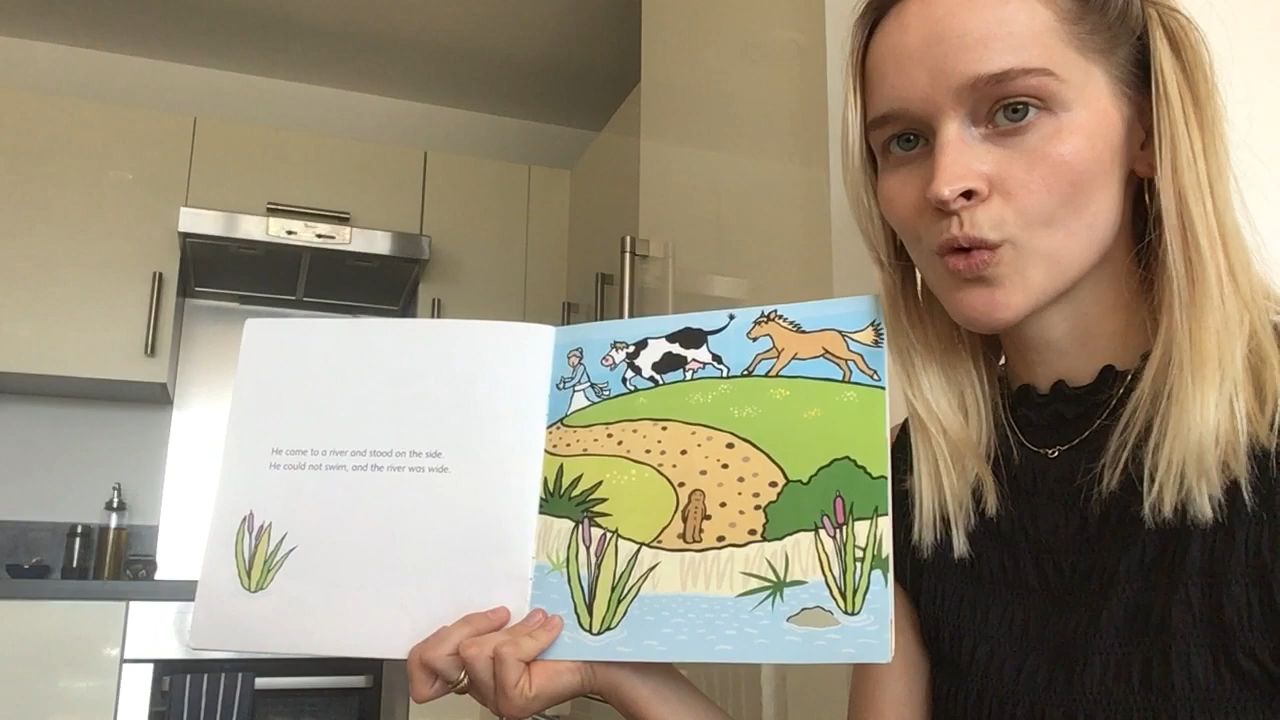 He came to a river and stood on the side.
He could not swim, and the river was wide.